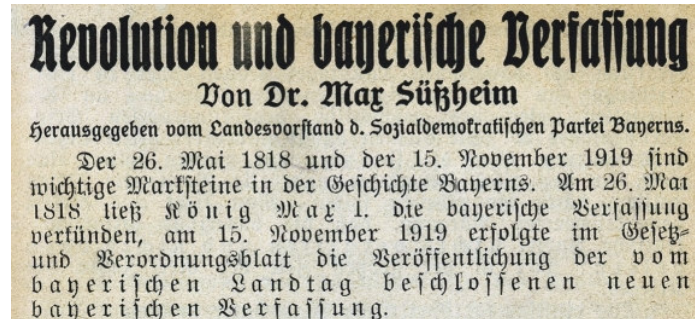 Revolution und bayerische Verfassung
Von Dr. Max Süßheim
Herausgegeben vom Landesvorstand d. Sozialdemokratischen Partei Bayerns.
Der 26. Mai 1818 und der 15. November 1919 sind
wichtige Marksteine in der Geschichte Bayerns. Am 26. Mai
1818 ließ König Max I. die bayerische Verfassung
verkünden, am 15. November 1919 erfolgte im Gesetz-
und Verordnungsblatt die Veröffentlichung der vom
bayerischen Landtag beschlossenen neuen
bayerischen Verfassung.